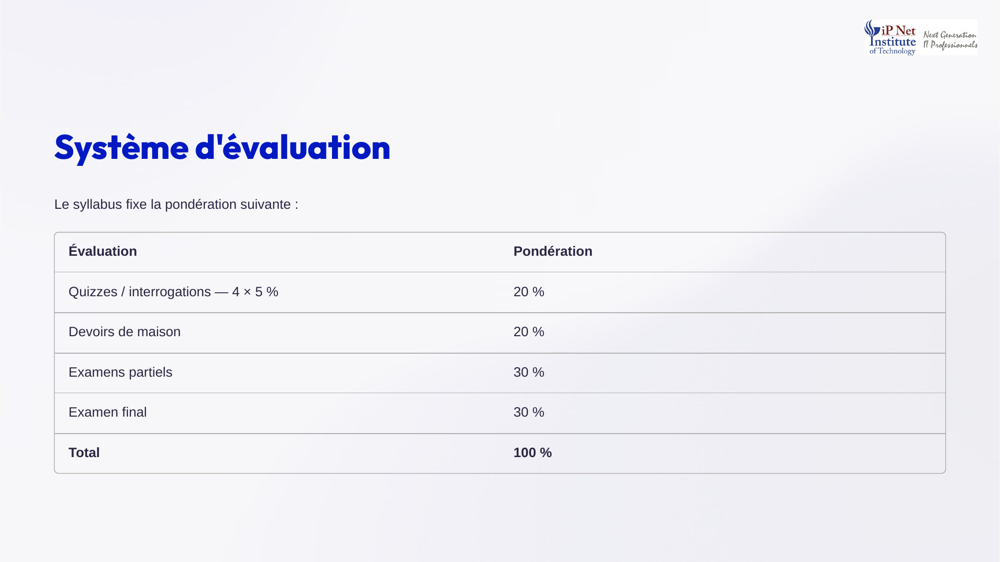 iP Net
Institute
of Technology
Next Generation
IT Professionnels
Système d'évaluation
Le syllabus fixe la pondération suivante :
Évaluation Pondération
Quizzes / interrogations — 4 × 5 % 20 %
Devoirs de maison 20 %
Examens partiels 30 %
Examen final 30 %
Total 100 %